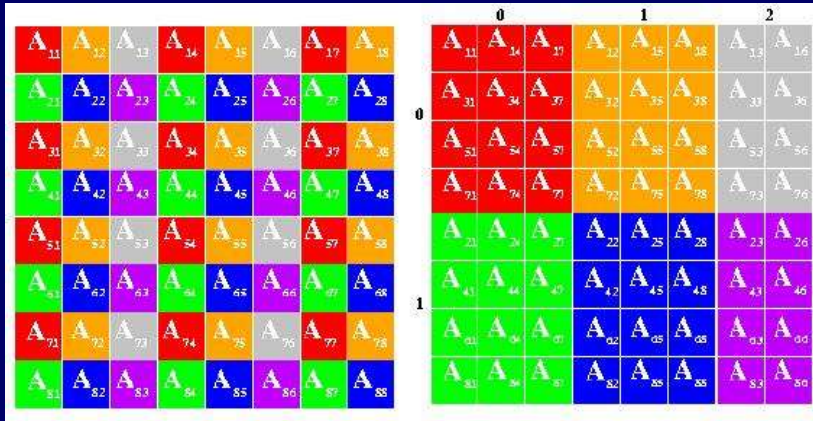 A11 A12 A13 A14 A15 A16 A17 A18
A21 A22 A23 A24 A25 A26 A27 A28
A31 A32 A33 A34 A35 A36 A37 A38
A41 A42 A43 A44 A45 A46 A47 A48
A51 A52 A53 A54 A55 A56 A57 A58
A61 A62 A63 A64 A65 A66 A67 A68
A71 A72 A73 A74 A75 A76 A77 A78
A81 A82 A83 A84 A85 A86 A87 A88
0 1 2
A11 A14 A17 A12 A15 A18 A13 A16
A31 A34 A37 A32 A35 A38 A33 A36
0
A51 A54 A57 A52 A55 A58 A53 A56
A71 A74 A77 A72 A75 A78 A73 A76
A21 A24 A27 A22 A25 A28 A23 A26
A41 A44 A47 A42 A45 A48 A43 A46
1
A61 A64 A67 A62 A65 A68 A63 A66
A81 A84 A87 A82 A85 A88 A83 A86